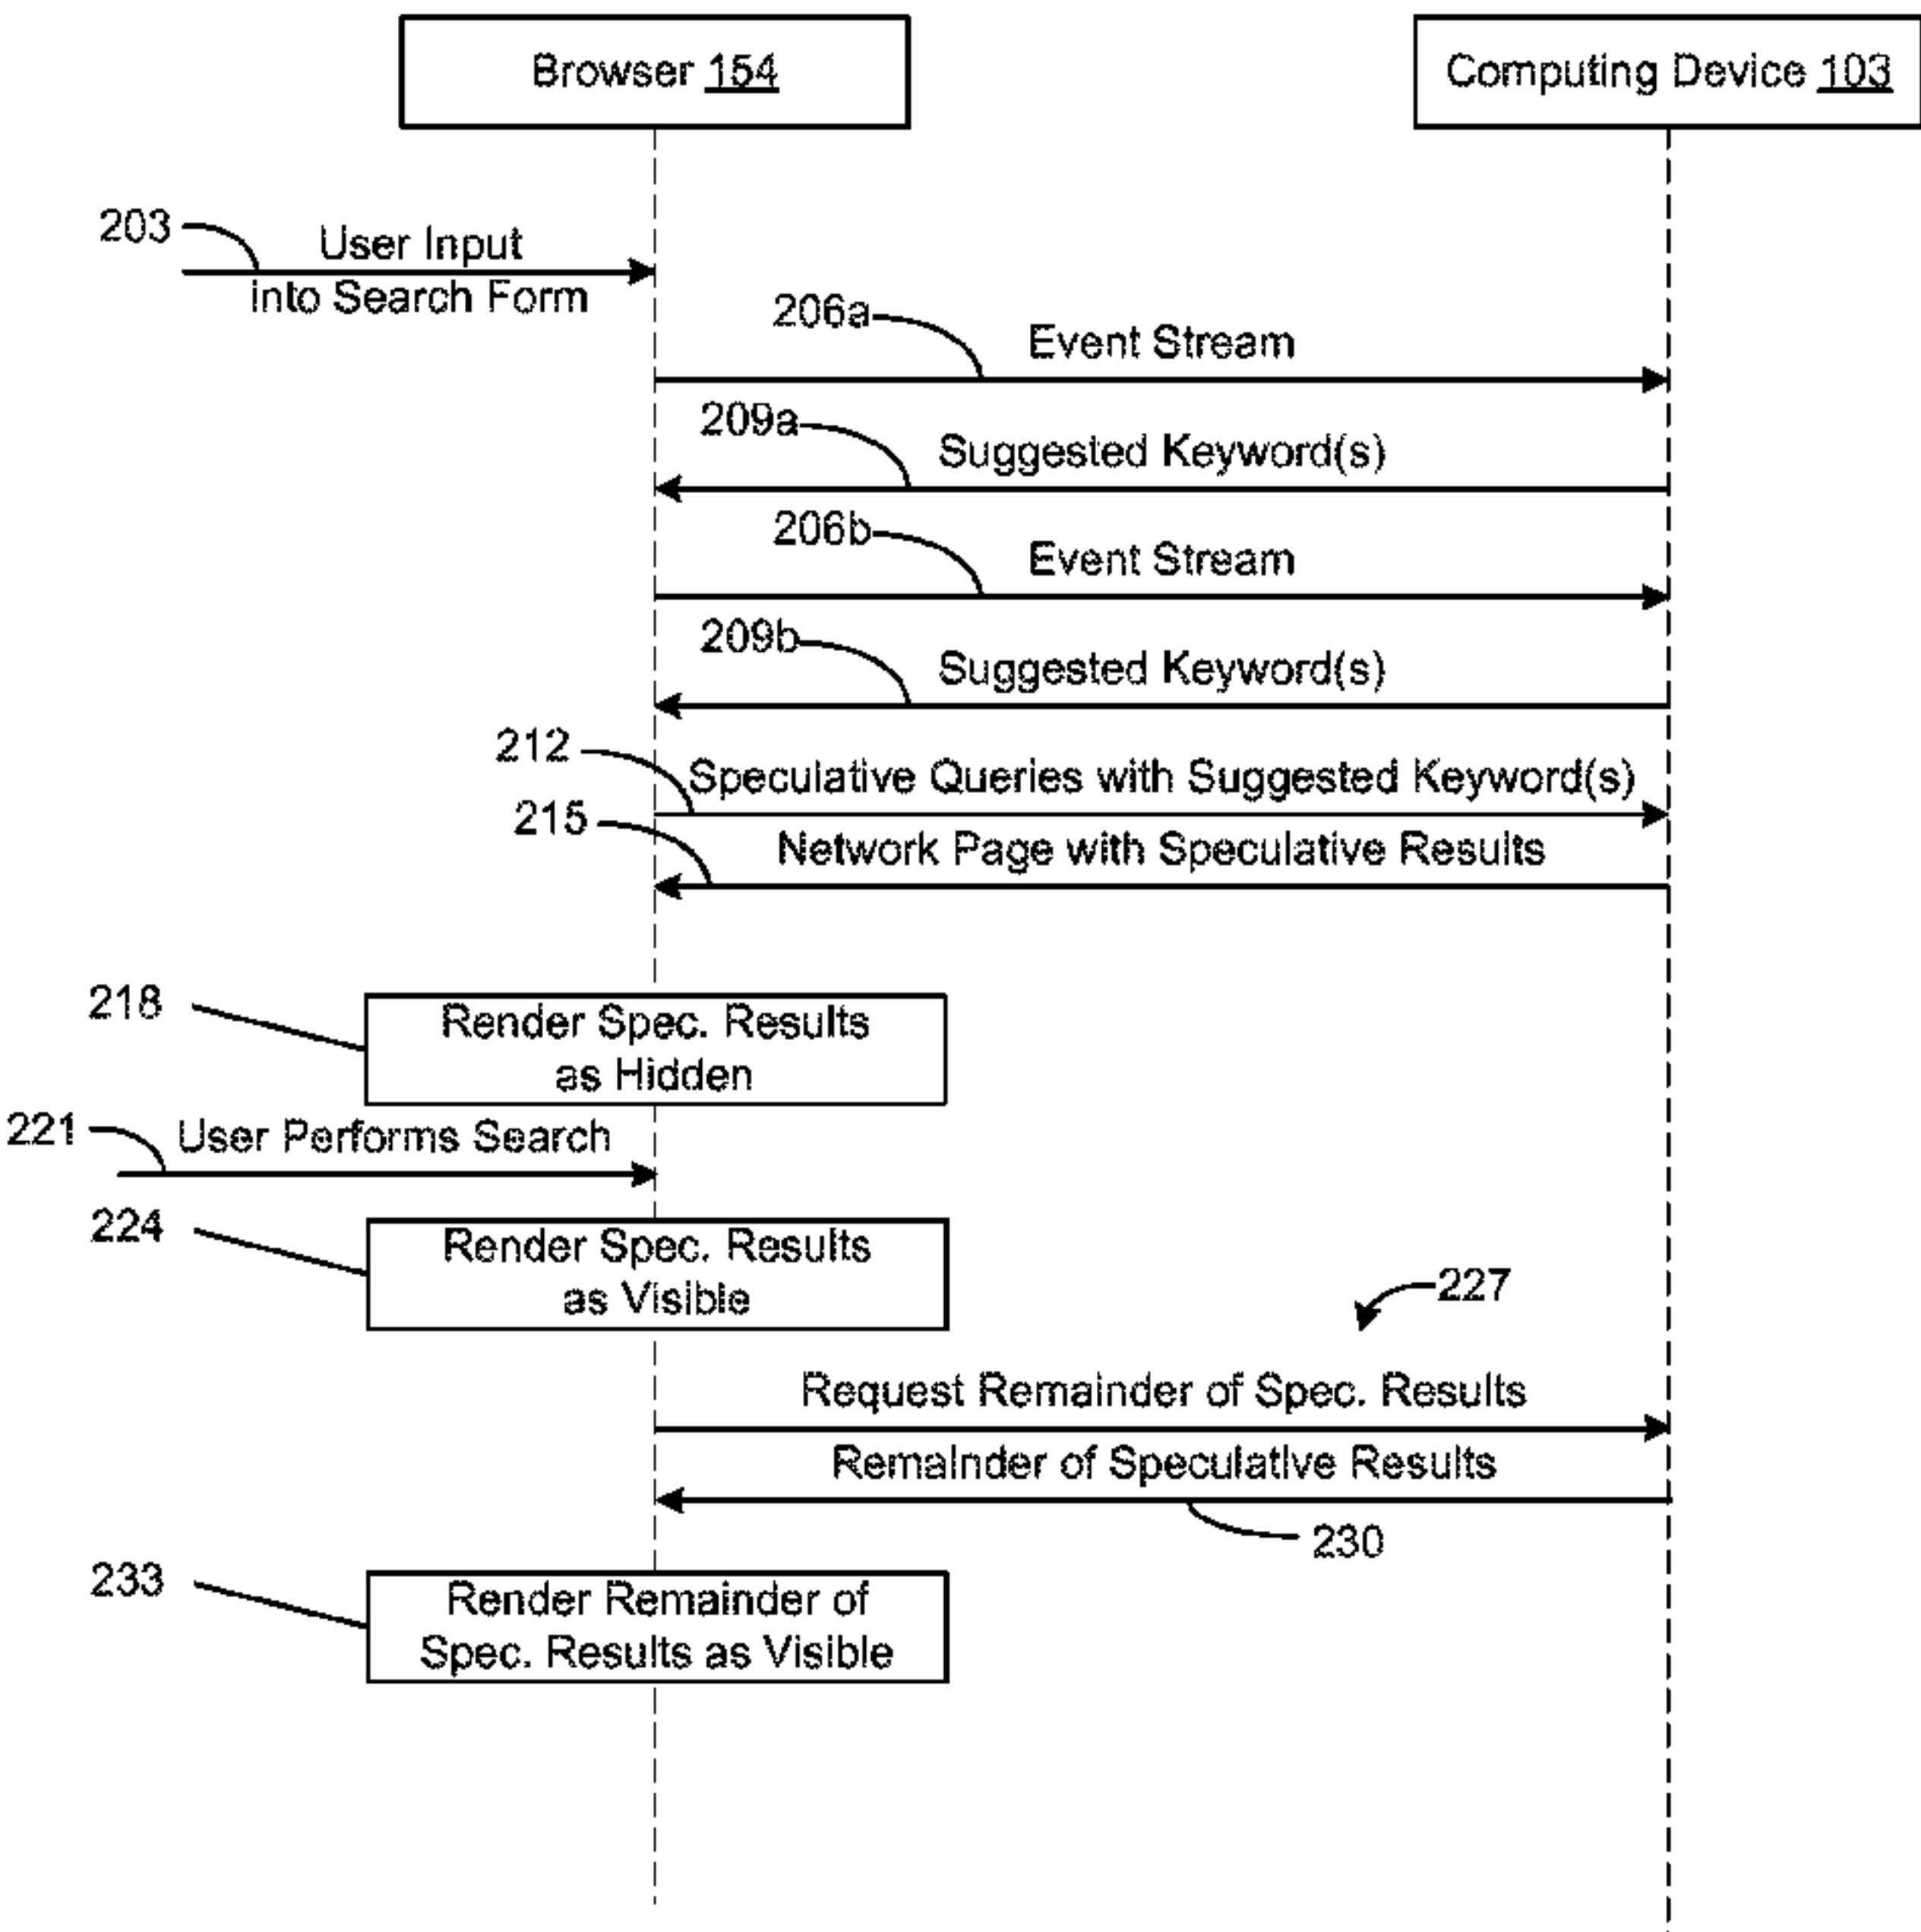 Browser 154
Computing Device 103
203
User Input
into Search Form
206a
Event Stream
209a
Suggested Keyword(s)
206b
Event Stream
209b
Suggested Keyword(s)
212
Speculative Queries with Suggested Keyword(s)
215
Network Page with Speculative Results
218
Render Spec. Results
as Hidden
221
User Performs Search
224
Render Spec. Results
as Visible
227
Request Remainder of Spec. Results
Remainder of Speculative Results
230
233
Render Remainder of
Spec. Results as Visible